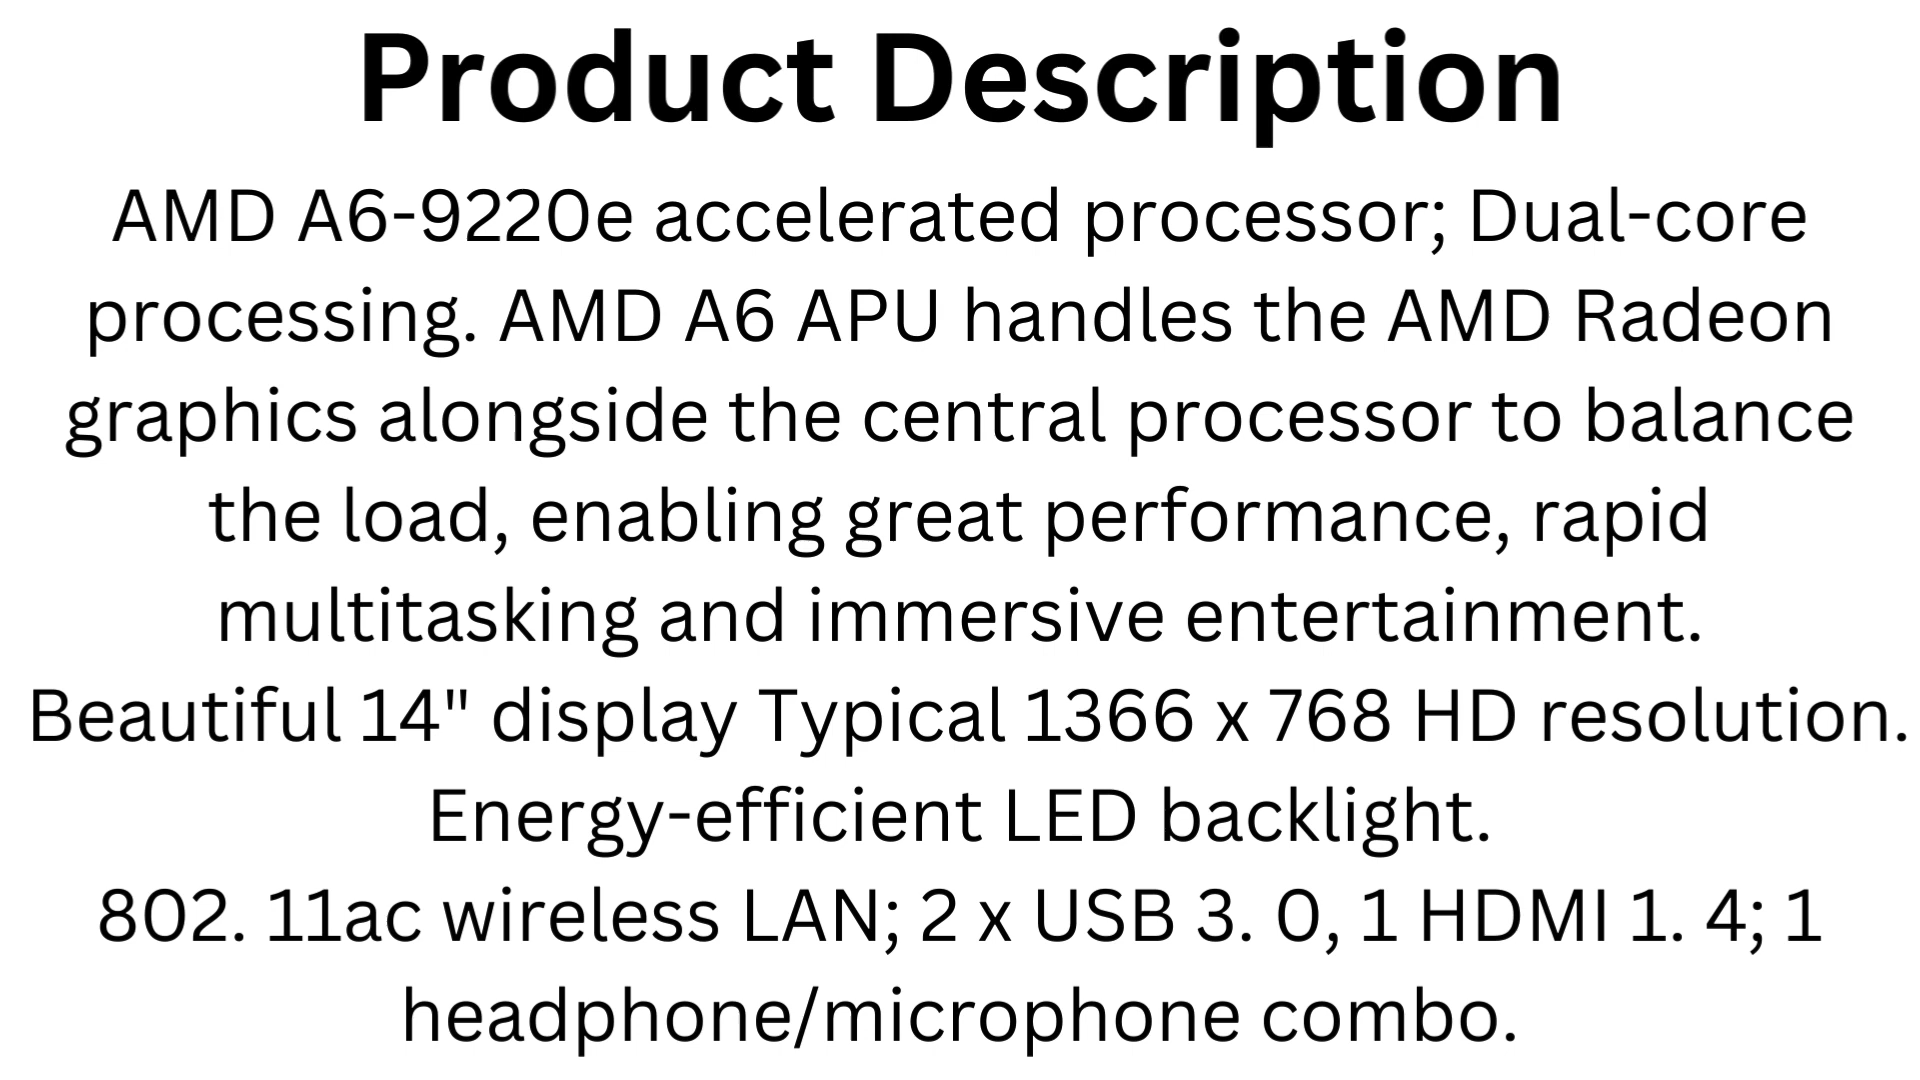 Product Description
AMD A6-9220e accelerated processor; Dual-core
processing. AMD A6 APU handles the AMD Radeon
graphics alongside the central processor to balance
the load, enabling great performance, rapid
multitasking and immersive entertainment.
Beautiful 14" display Typical 1366 x 768 HD resolution.
Energy-efficient LED backlight.
802. 11ac wireless LAN; 2 x USB 3. 0, 1 HDMI 1. 4; 1
headphone/microphone combo.